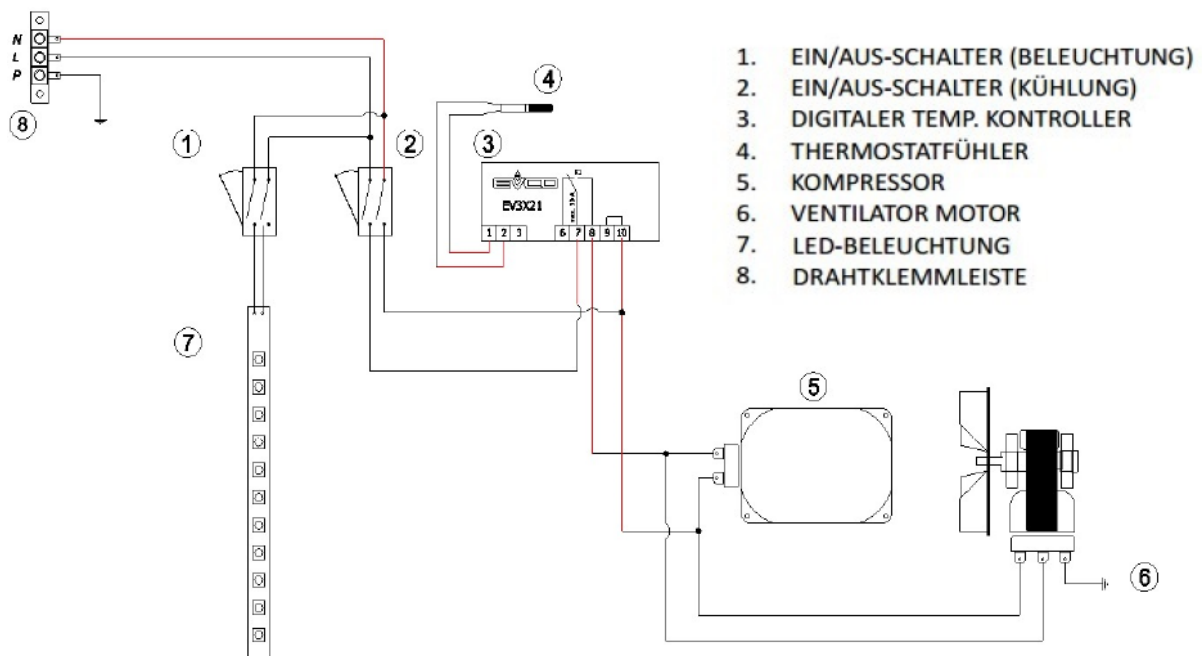 N
L
P
8
1
2
3
4
EVCO
EV3X21
K1
1 2 3 6 7 8 9 10
7
5
6
1. EIN/AUS-SCHALTER (BELEUCHTUNG)
2. EIN/AUS-SCHALTER (KÜHLUNG)
3. DIGITALER TEMP. KONTROLLER
4. THERMOSTATFÜHLER
5. KOMPRESSOR
6. VENTILATOR MOTOR
7. LED-BELEUCHTUNG
8. DRAHTKLEMMLEISTE